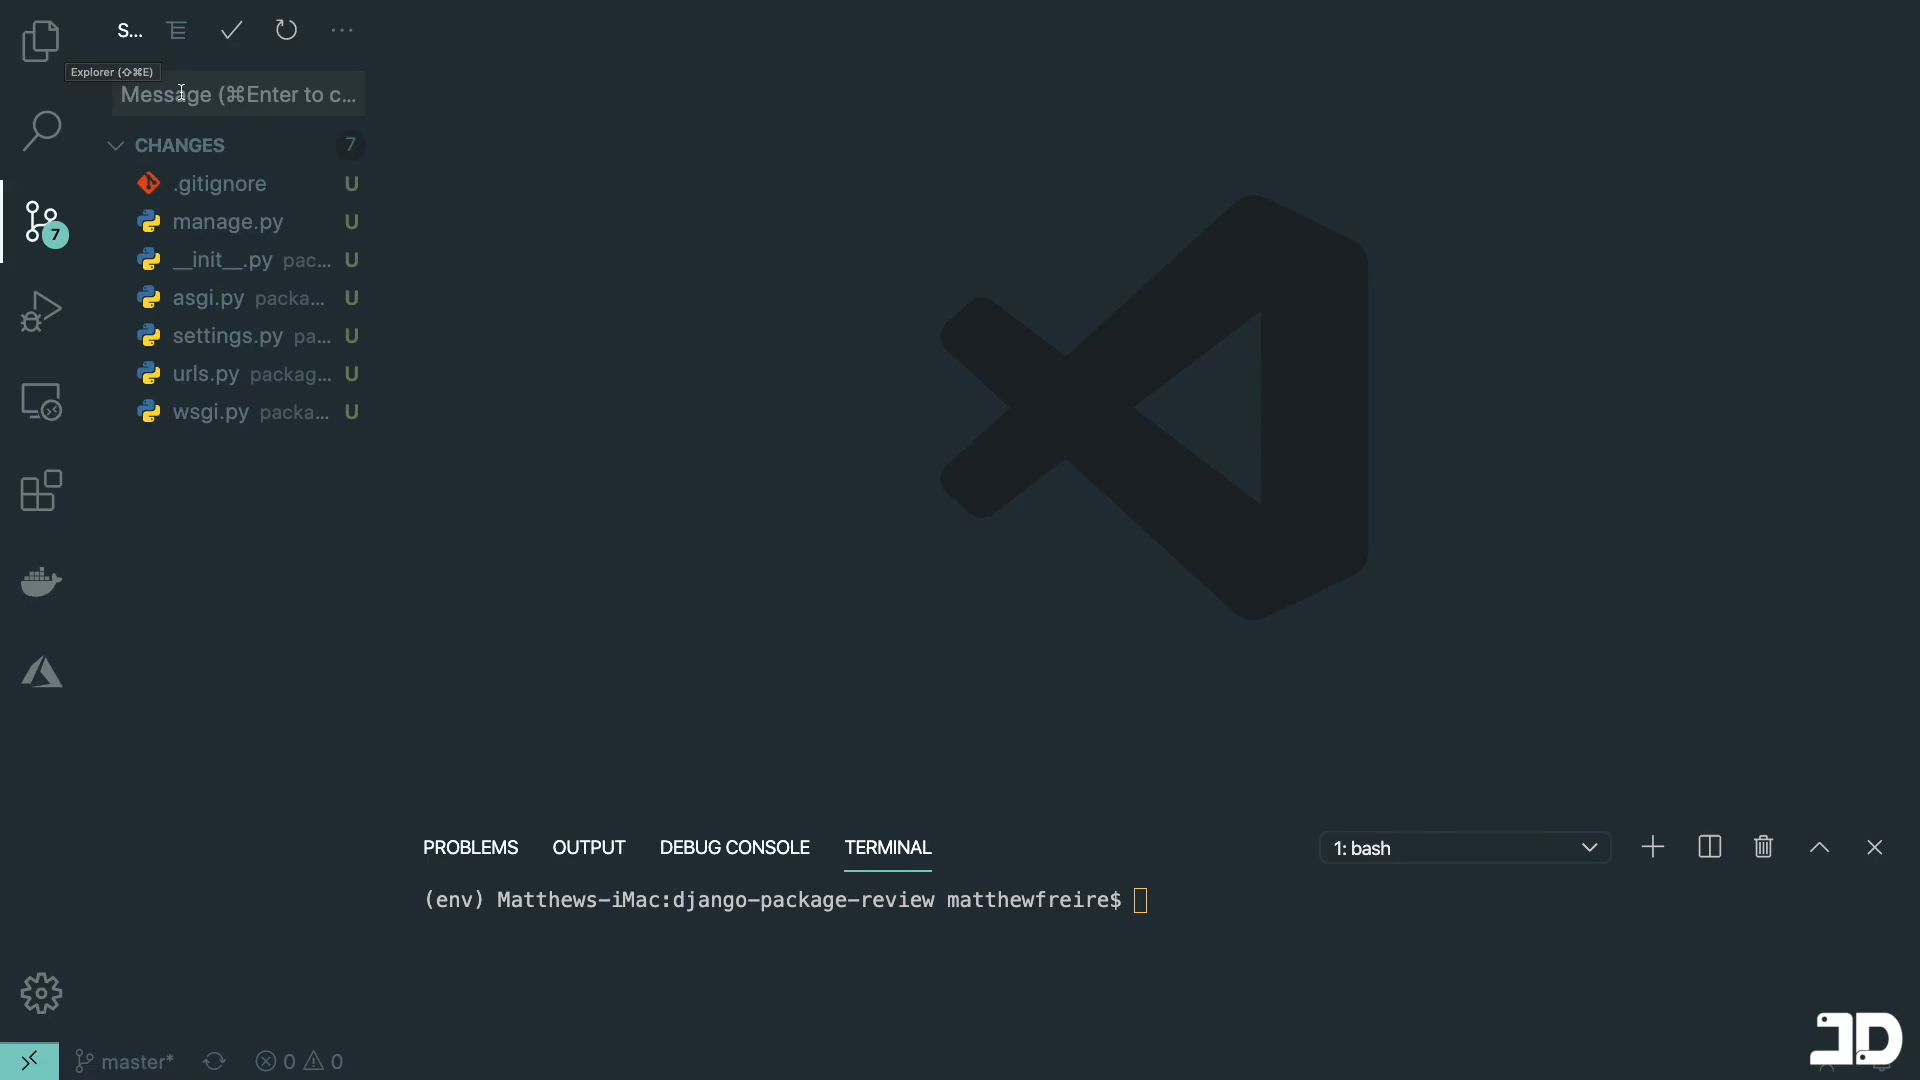 S...
Explorer (⇧⌘E)
Message (⌘Enter to c...
CHANGES 7
.gitignore U
manage.py U
7
__init__.py pac... U
asgi.py packa... U
settings.py pa... U
urls.py packag... U
wsgi.py packa... U
PROBLEMS OUTPUT DEBUG CONSOLE TERMINAL 1: bash
(env) Matthews-iMac:django-package-review matthewfreire$
JD
master* 0 0